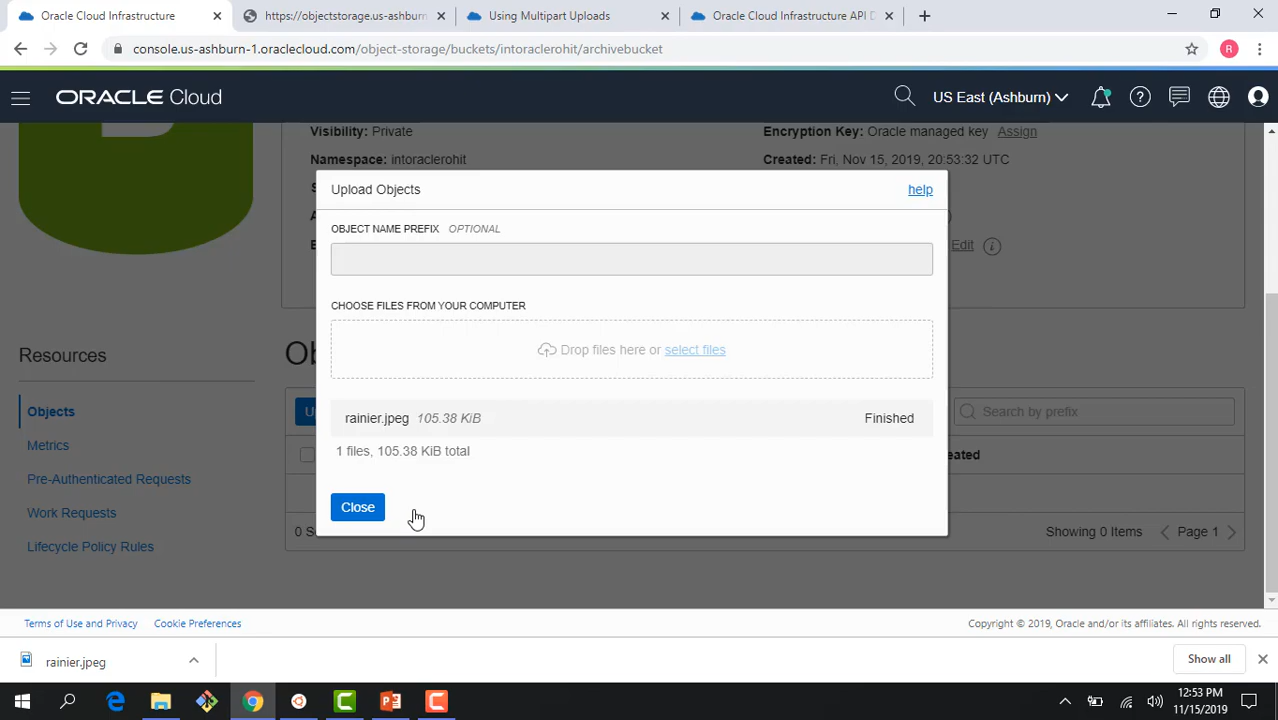 Oracle Cloud Infrastructure
https://objectstorage.us-ashburn
Using Multipart Uploads
Oracle Cloud Infrastructure API D
console.us-ashburn-1.oraclecloud.com/object-storage/buckets/intoraclerohit/archivebucket
R
ORACLE Cloud
US East (Ashburn)
Visibility: Private
Encryption Key: Oracle managed key Assign
Namespace: intoraclerohit
Created: Fri, Nov 15, 2019, 20:53:32 UTC
Upload Objects
help
OBJECT NAME PREFIX OPTIONAL
Edit
CHOOSE FILES FROM YOUR COMPUTER
Drop files here or select files
Resources
Objects
Metrics
Pre-Authenticated Requests
Work Requests
Lifecycle Policy Rules
rainier.jpeg 105.38 KiB
Finished
1 files, 105.38 KiB total
Close
Search by prefix
Showing 0 Items
Page 1
Terms of Use and Privacy
Cookie Preferences
Copyright © 2019, Oracle and/or its affiliates. All rights reserved.
rainier.jpeg
Show all
12:53 PM
11/15/2019